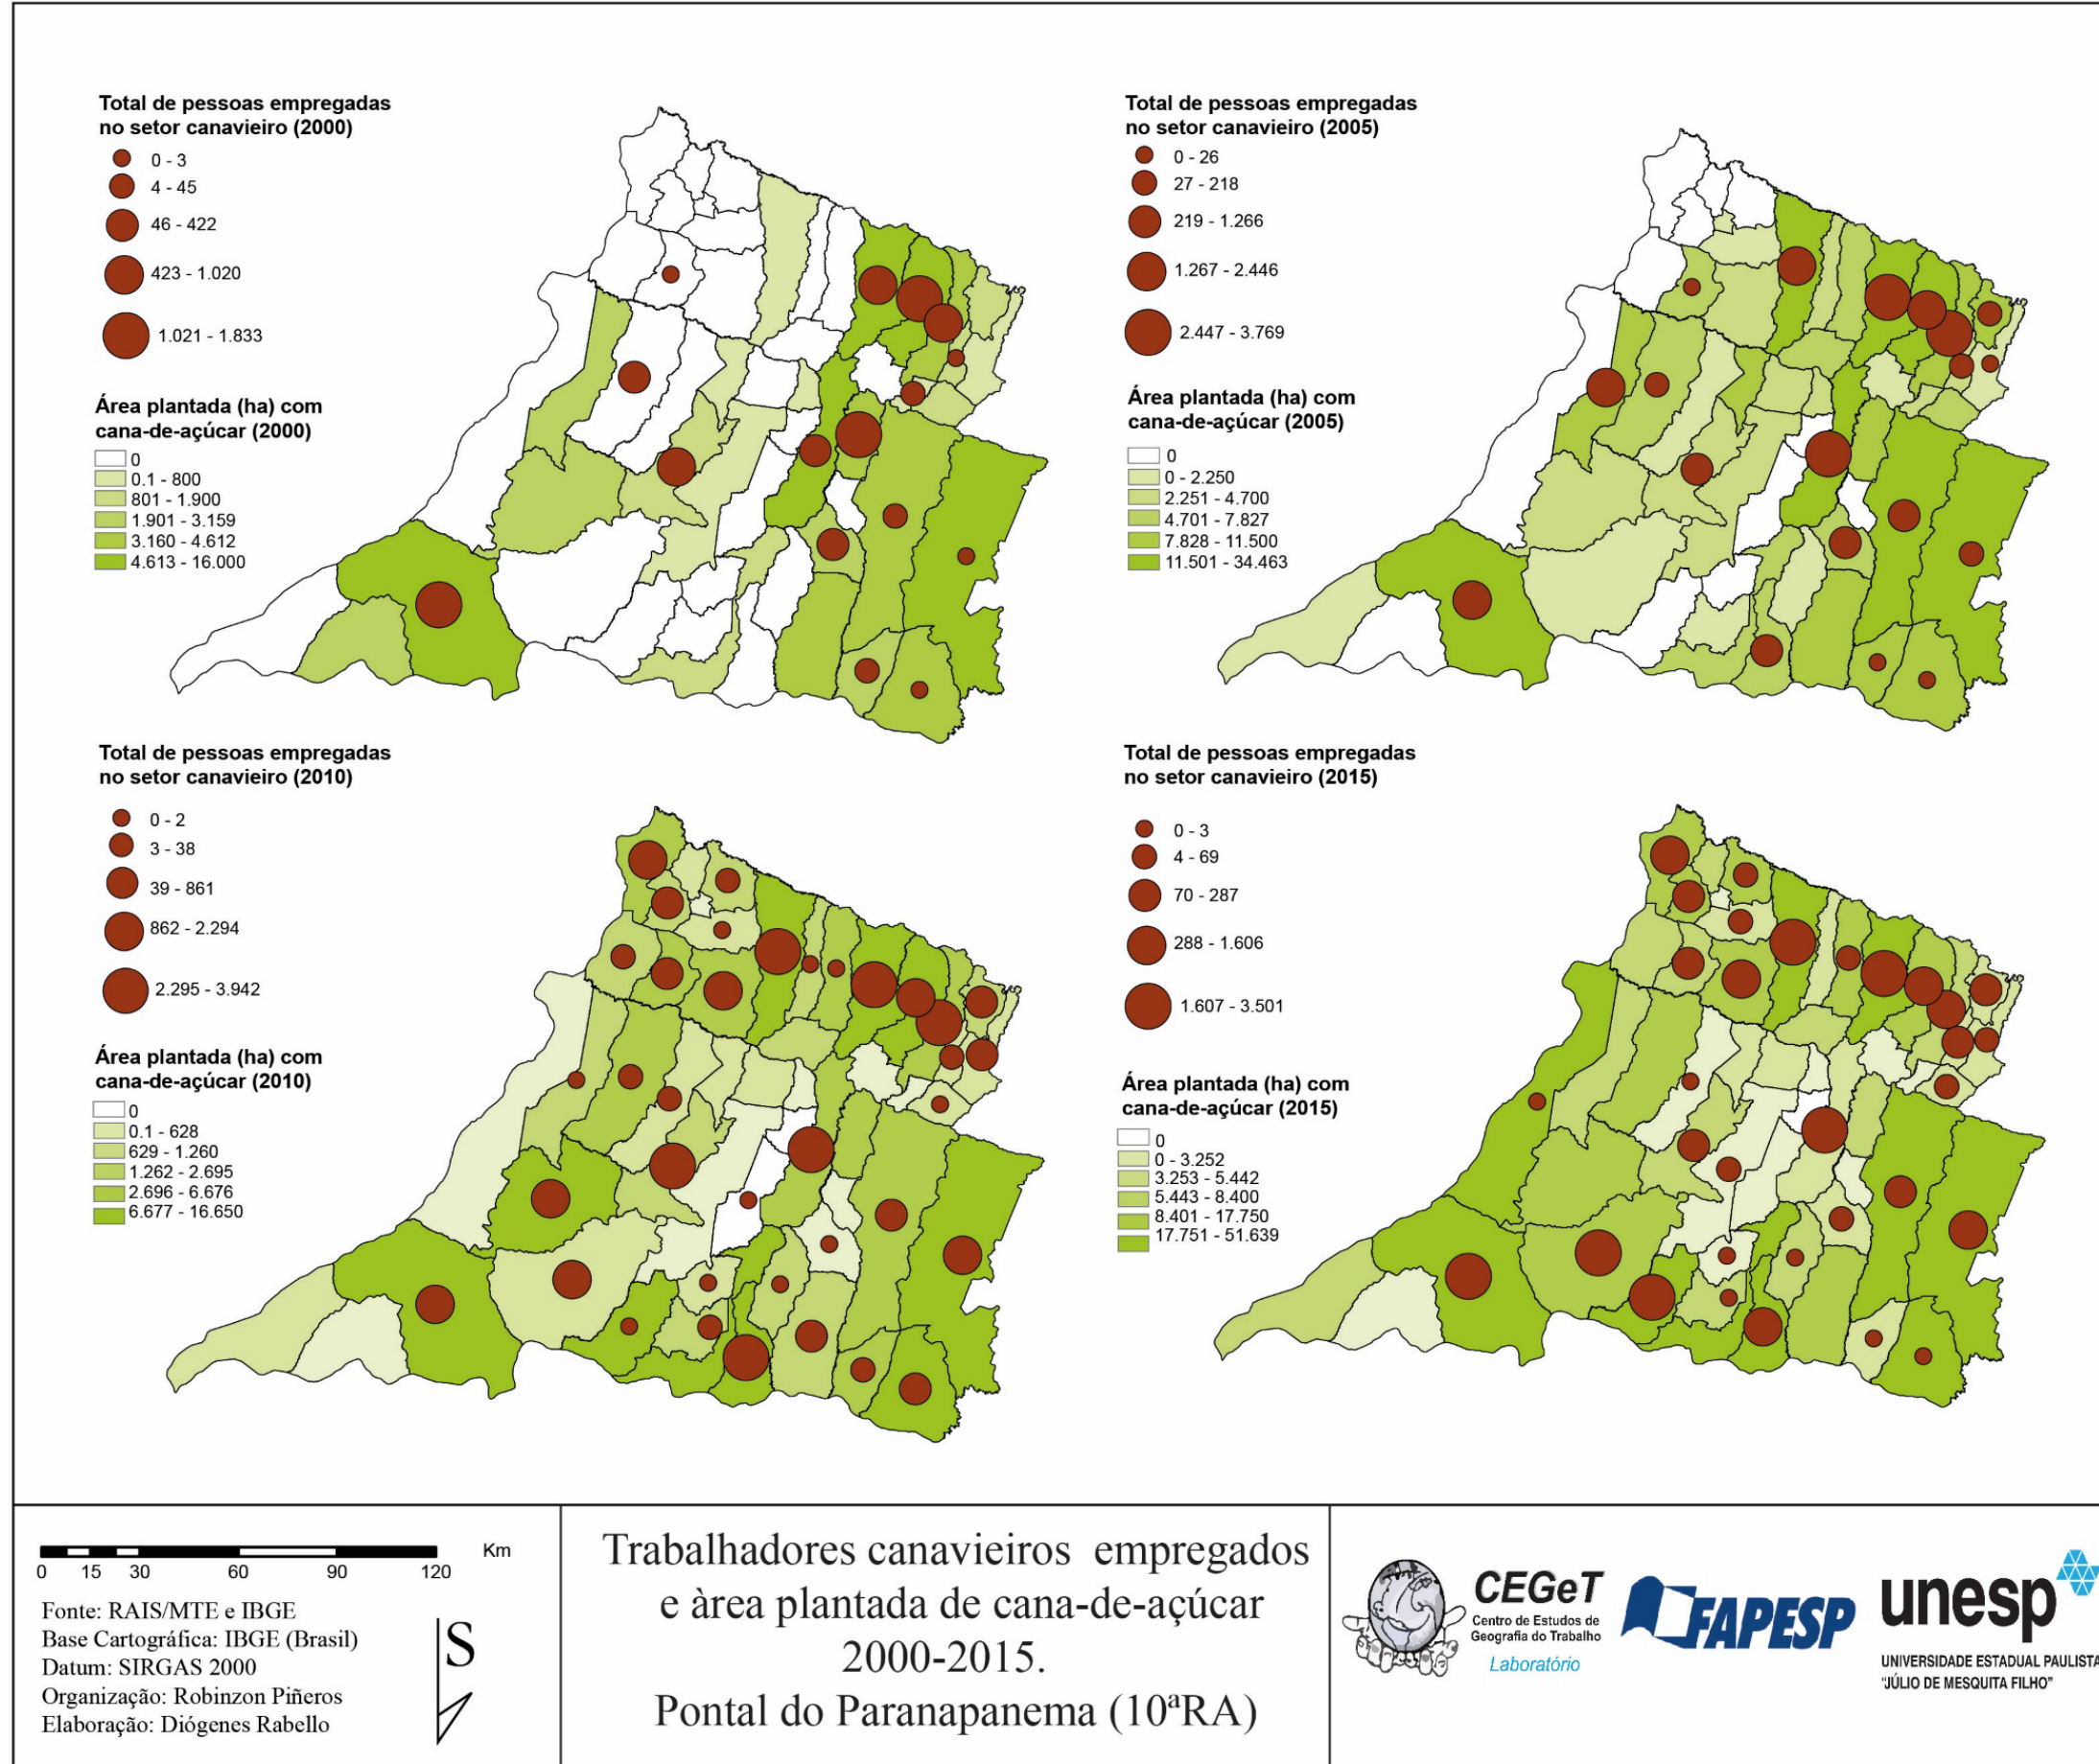 Total de pessoas empregadas
no setor canavieiro (2000)
0 - 3
4 - 45
46 - 422
423 - 1.020
1.021 - 1.833
Área plantada (ha) com
cana-de-açúcar (2000)
0
0.1 - 800
801 - 1.900
1.901 - 3.159
3.160 - 4.612
4.613 - 16.000
Total de pessoas empregadas
no setor canavieiro (2005)
0 - 26
27 - 218
219 - 1.266
1.267 - 2.446
2.447 - 3.769
Área plantada (ha) com
cana-de-açúcar (2005)
0
0 - 2.250
2.251 - 4.700
4.701 - 7.827
7.828 - 11.500
11.501 - 34.463
Total de pessoas empregadas
no setor canavieiro (2010)
0 - 2
3 - 38
39 - 861
862 - 2.294
2.295 - 3.942
Área plantada (ha) com
cana-de-açúcar (2010)
0
0.1 - 628
629 - 1.260
1.262 - 2.695
2.696 - 6.676
6.677 - 16.650
Total de pessoas empregadas
no setor canavieiro (2015)
0 - 3
4 - 69
70 - 287
288 - 1.606
1.607 - 3.501
Área plantada (ha) com
cana-de-açúcar (2015)
0
0 - 3.252
3.253 - 5.442
5.443 - 8.400
8.401 - 17.750
17.751 - 51.639
Km
0 15 30 60 90 120
Fonte: RAIS/MTE e IBGE
Base Cartográfica: IBGE (Brasil)
Datum: SIRGAS 2000
Organização: Robinzon Piñeros
Elaboração: Diógenes Rabello
S
Trabalhadores canavieiros empregados
e àrea plantada de cana-de-açúcar
2000-2015.
Pontal do Paranapanema (10ªRA)
CEGeT
Centro de Estudos de
Geografia do Trabalho
Laboratório
FAPESP
unesp
UNIVERSIDADE ESTADUAL PAULISTA
"JÚLIO DE MESQUITA FILHO"